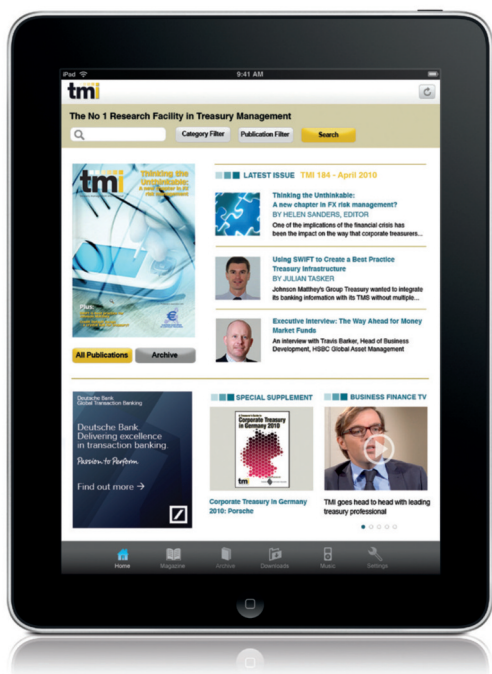 iPad
9:41 AM
tmi
The No 1 Research Facility in Treasury Management
Category Filter
Publication Filter
Search
tmi
Thinking the
Unthinkable:
A new chapter in FX
risk management
Plus:
All Publications
Archive
LATEST ISSUE TMI 184 - April 2010
Thinking the Unthinkable:
A new chapter in FX risk management?
BY HELEN SANDERS, EDITOR
One of the implications of the financial crisis has
been the impact on the way that corporate treasurers...
Using SWIFT to Create a Best Practice
Treasury Infrastructure
BY JULIAN TASKER
Johnson Matthey's Group Treasury wanted to integrate
its banking information with its TMS without multiple...
Executive Interview: The Way Ahead for Money
Market Funds
An interview with Travis Barker, Head of Business
Development, HSBC Global Asset Management
Deutsche Bank
Global Transaction Banking
Deutsche Bank.
Delivering excellence
in transaction banking.
Passion to Perform
Find out more →
SPECIAL SUPPLEMENT
Corporate Treasury
in Germany 2010
tmi
Corporate Treasury in Germany
2010: Porsche
BUSINESS FINANCE TV
TMI goes head to head with leading
treasury professional
Home
Magazine
Archive
Downloads
Music
Settings